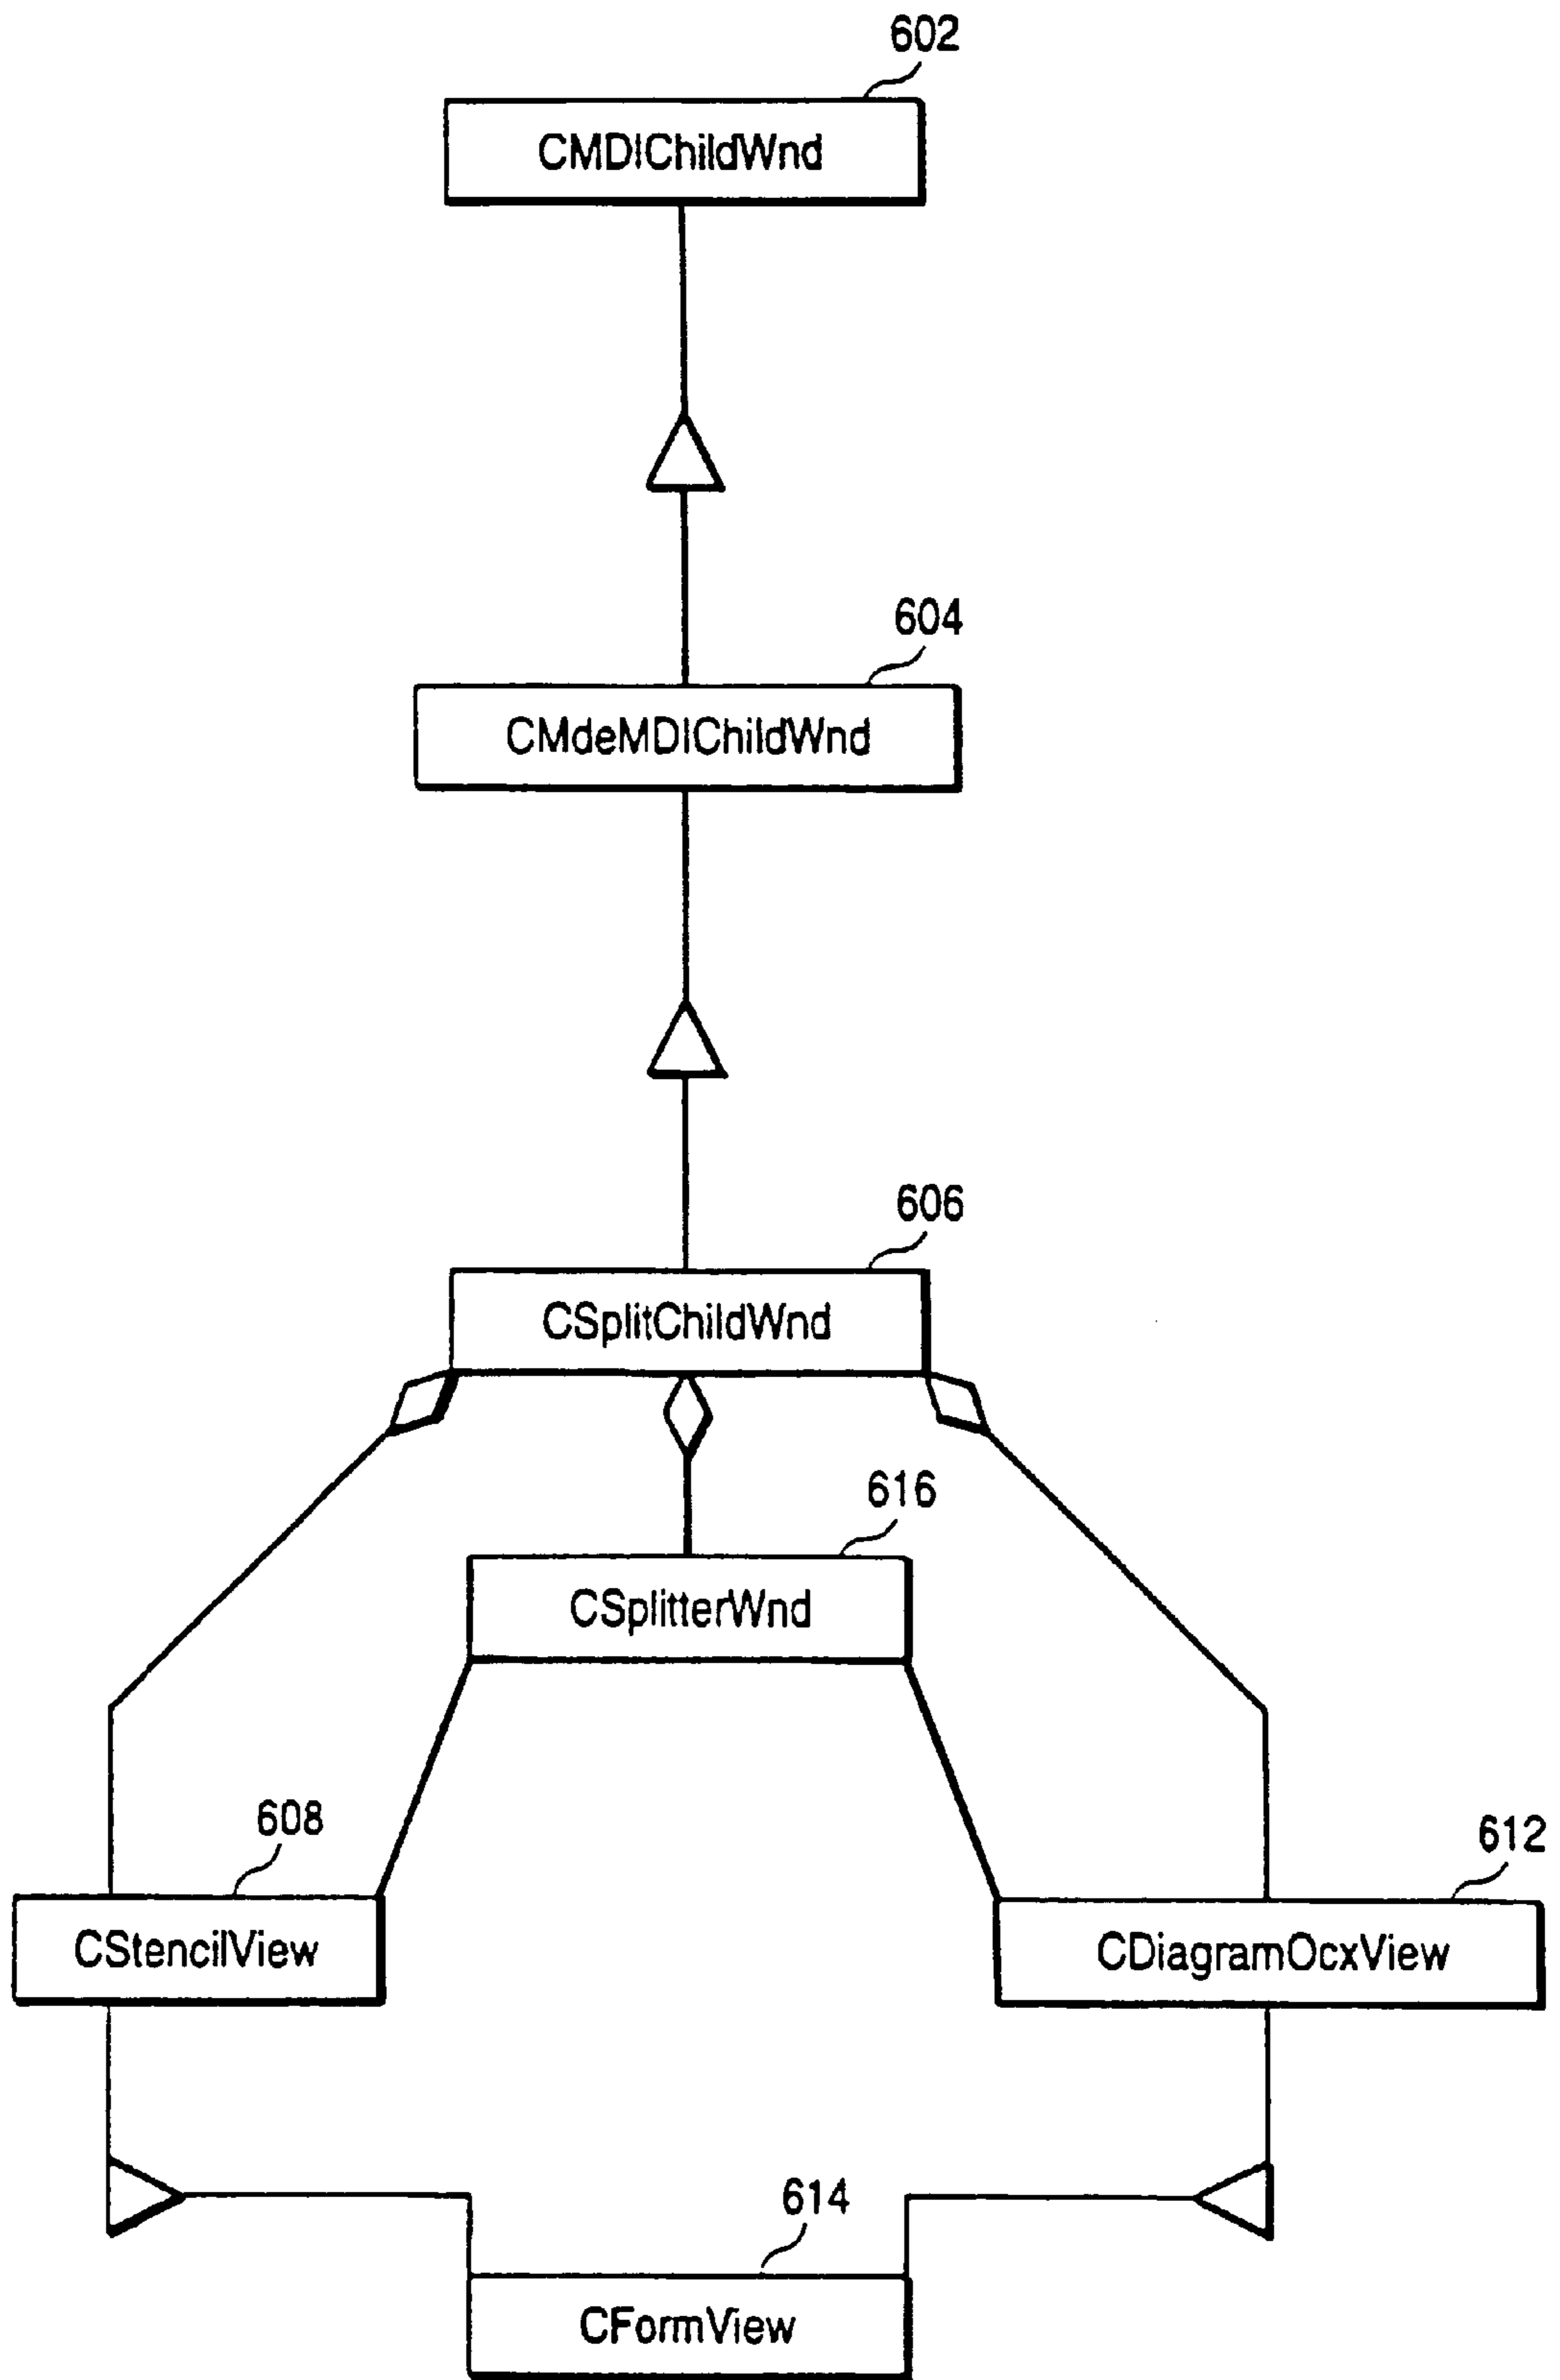 602
CMDIChildWnd
604
CMdeMDIChildWnd
606
CSplitChildWnd
616
CSplitterWnd
608
CStencilView
612
CDiagramOcxView
614
CFormView